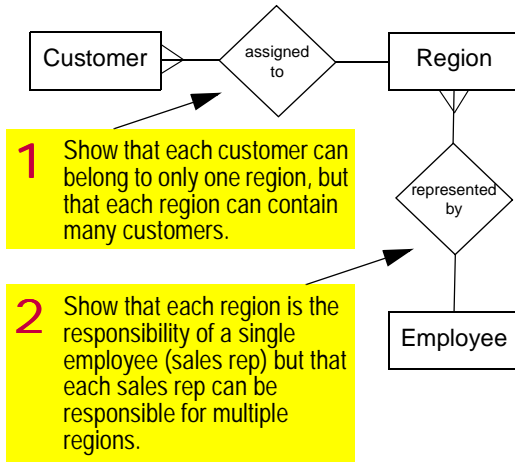 Customer
assigned
to
Region
1
Show that each customer can
belong to only one region, but
that each region can contain
many customers.
represented
by
2
Show that each region is the
responsibility of a single
employee (sales rep) but that
each sales rep can be
responsible for multiple
regions.
Employee